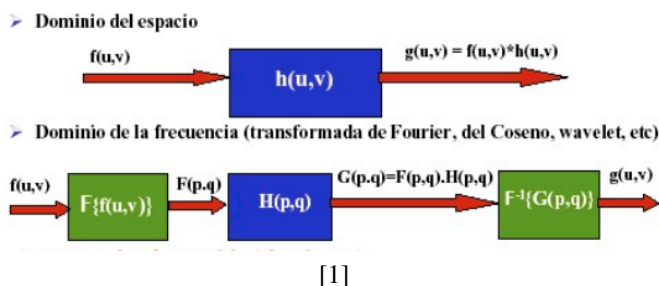 ➢ Dominio del espacio
f(u,v)
h(u,v)
g(u,v) = f(u,v)*h(u,v)
➢ Dominio de la frecuencia (transformada de Fourier, del Coseno, wavelet, etc)
f(u,v)
F{f(u,v)}
F(p.q)
H(p,q)
G(p.q)=F(p,q).H(p,q)
F⁻¹{G(p,q)}
g(u,v)
[1]